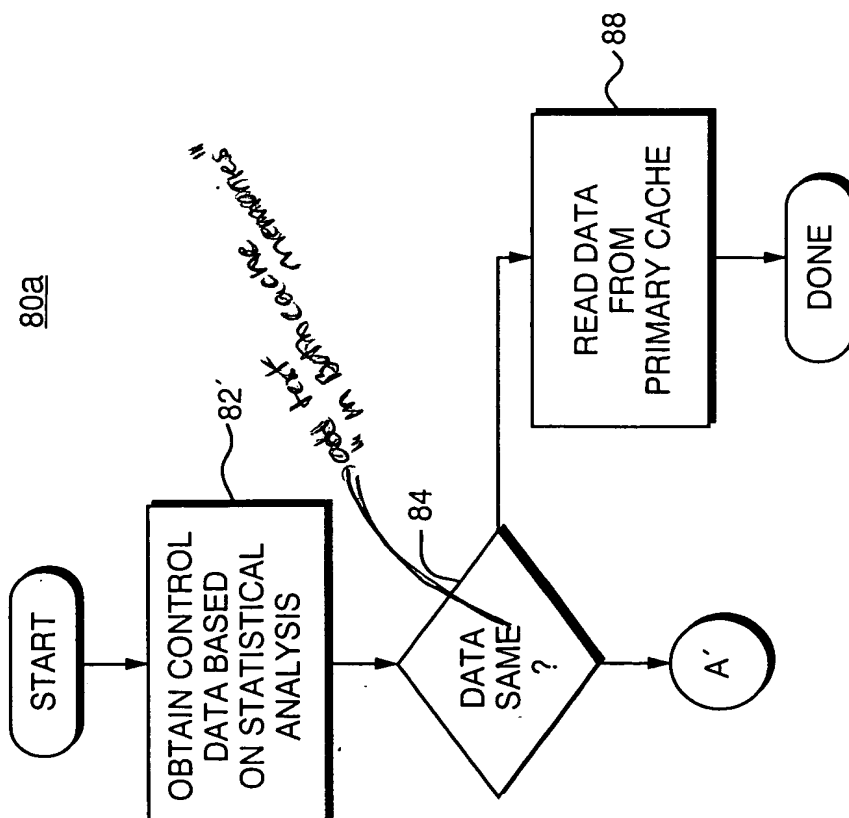 80a
START
OBTAIN CONTROL
DATA BASED
ON STATISTICAL
ANALYSIS
82'
add text
"in Both cache memories"
84
DATA
SAME
?
88
READ DATA
FROM
PRIMARY CACHE
A'
DONE